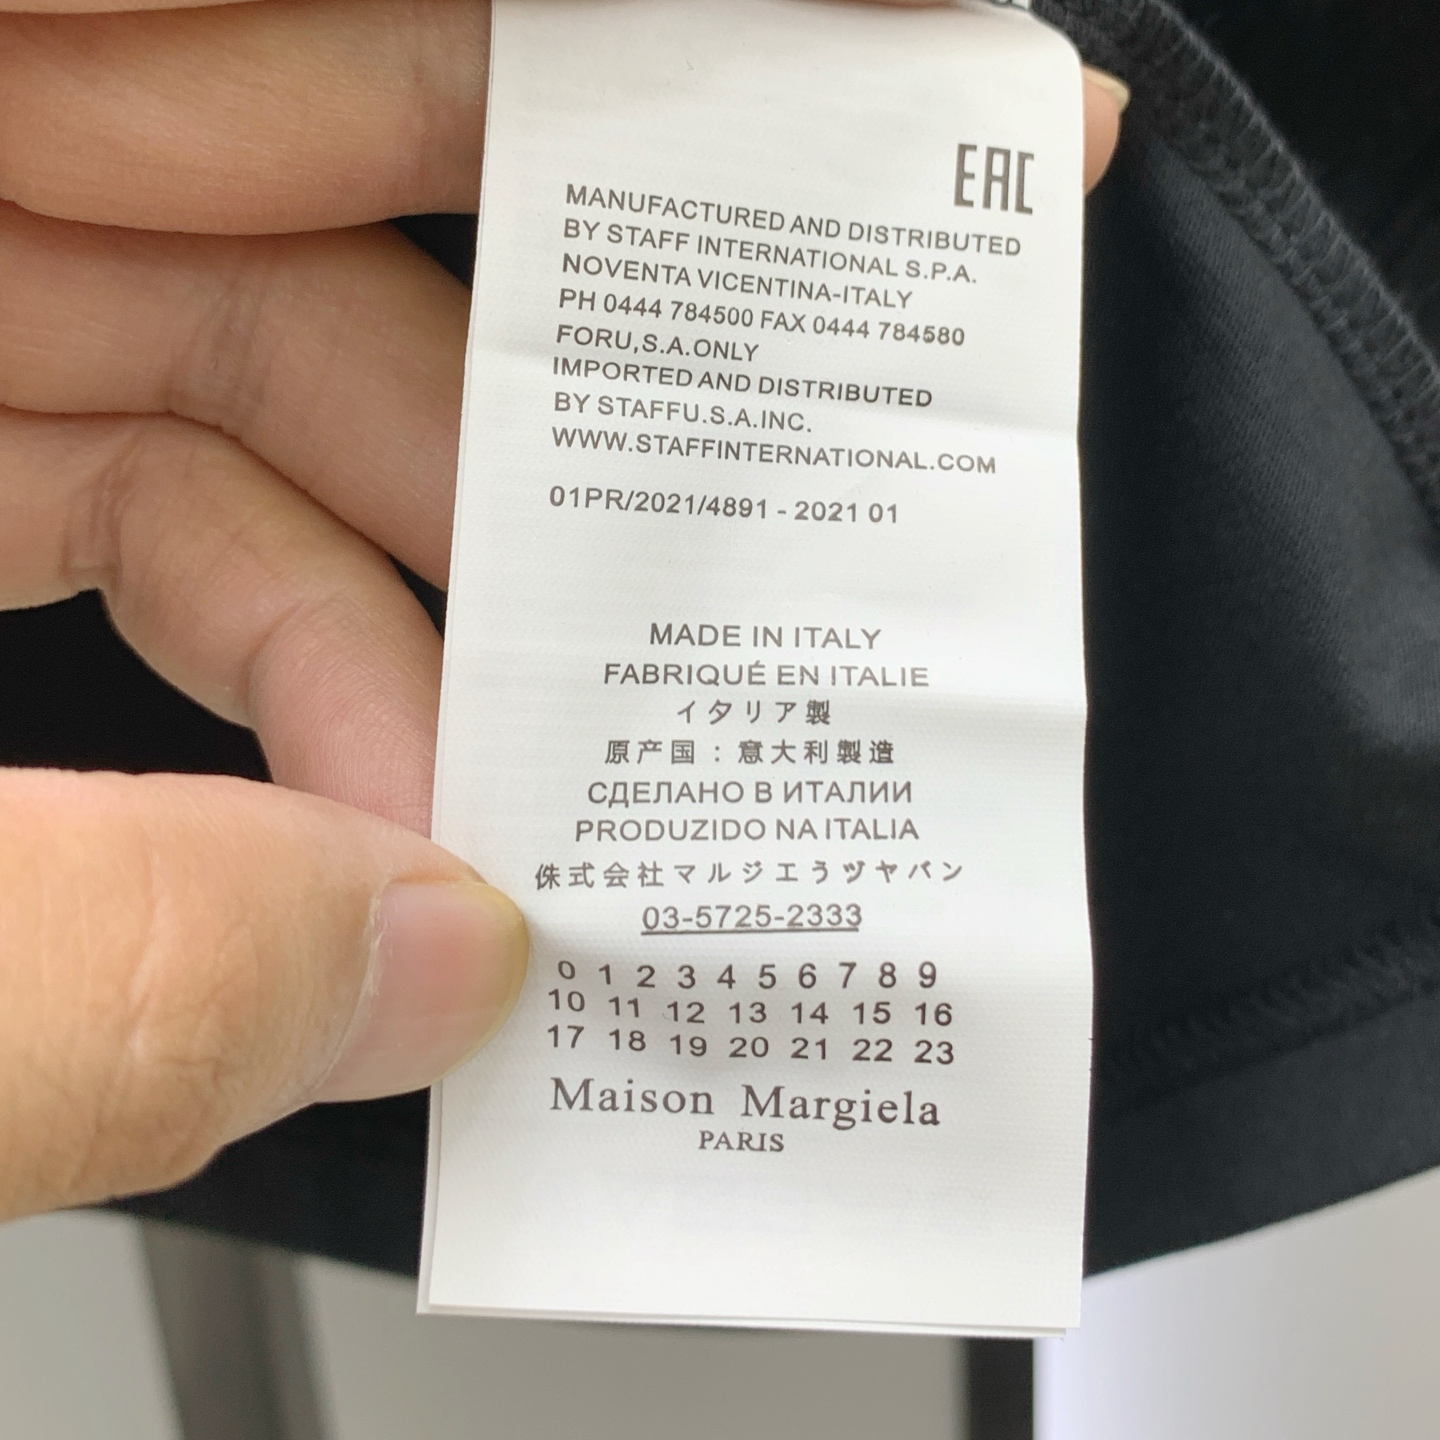 EAC
MANUFACTURED AND DISTRIBUTED
BY STAFF INTERNATIONAL S.P.A.
NOVENTA VICENTINA-ITALY
PH 0444 784500 FAX 0444 784580
FORU,S.A.ONLY
IMPORTED AND DISTRIBUTED
BY STAFFU.S.A.INC.
WWW.STAFFINTERNATIONAL.COM
01PR/2021/4891 - 2021 01
MADE IN ITALY
FABRIQUÉ EN ITALIE
イタリア製
原产国：意大利製造
СДЕЛАНО В ИТАЛИИ
PRODUZIDO NA ITALIA
侏式会社マルジエうヅヤバン
03-5725-2333
0 1 2 3 4 5 6 7 8 9
10 11 12 13 14 15 16
17 18 19 20 21 22 23
Maison Margiela
PARIS